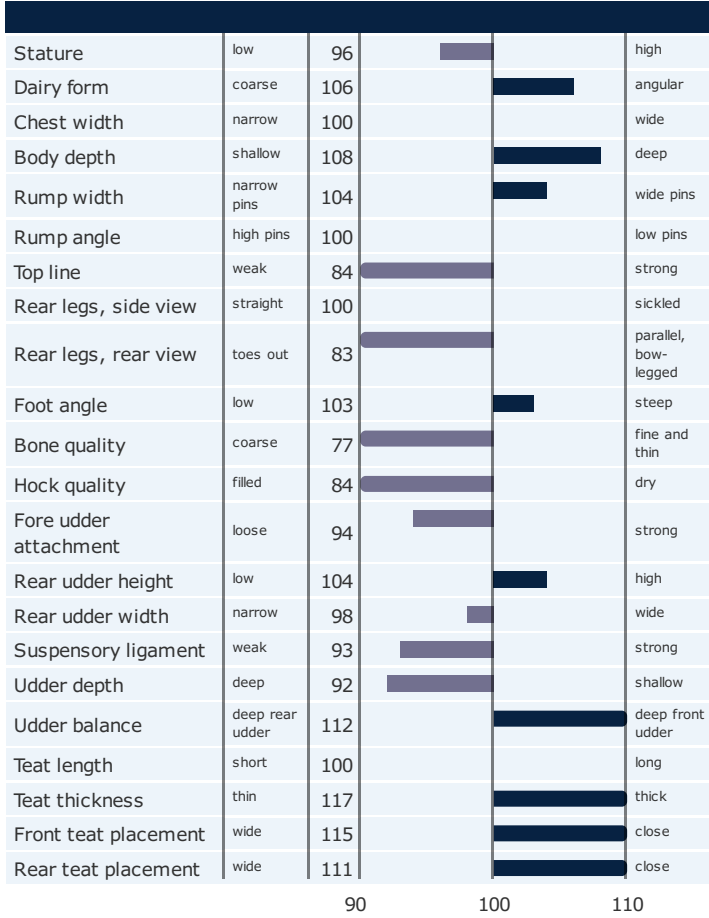 Stature low 96 high
Dairy form coarse 106 angular
Chest width narrow 100 wide
Body depth shallow 108 deep
Rump width narrow pins 104 wide pins
Rump angle high pins 100 low pins
Top line weak 84 strong
Rear legs, side view straight 100 sickled
Rear legs, rear view toes out 83 parallel, bow-legged
Foot angle low 103 steep
Bone quality coarse 77 fine and thin
Hock quality filled 84 dry
Fore udder attachment loose 94 strong
Rear udder height low 104 high
Rear udder width narrow 98 wide
Suspensory ligament weak 93 strong
Udder depth deep 92 shallow
Udder balance deep rear udder 112 deep front udder
Teat length short 100 long
Teat thickness thin 117 thick
Front teat placement wide 115 close
Rear teat placement wide 111 close
90 100 110